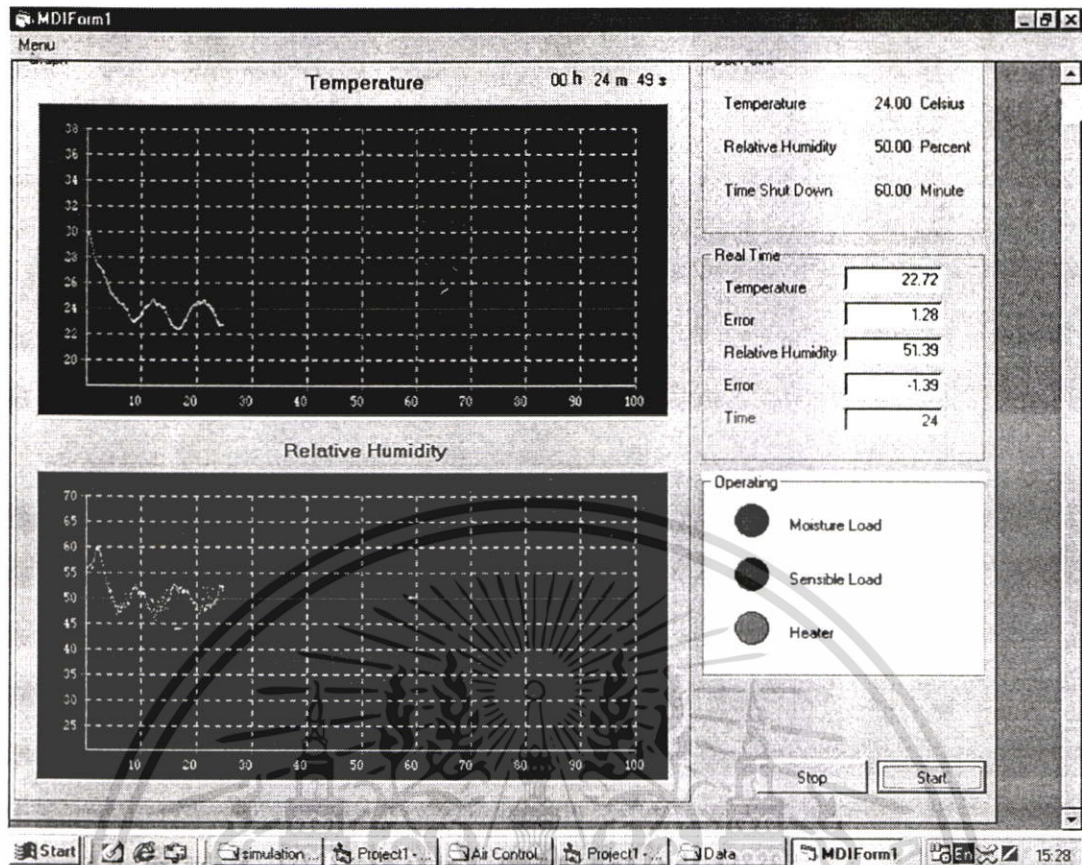 MDIForm1
Menu
Graph
Temperature 00 h 24 m 49 s
38
36
34
32
30
28
26
24
22
20
10 20 30 40 50 60 70 80 90 100
Relative Humidity
70
65
60
55
50
45
40
35
30
25
10 20 30 40 50 60 70 80 90 100
Set Point
Temperature 24.00 Celsius
Relative Humidity 50.00 Percent
Time Shut Down 60.00 Minute
Real Time
Temperature 22.72
Error 1.28
Relative Humidity 51.39
Error -1.39
Time 24
Operating
Moisture Load
Sensible Load
Heater
Stop Start
Start simulation ... Project1 - ... Air Control... Project1 - ... Data MDIForm1 En 15:29